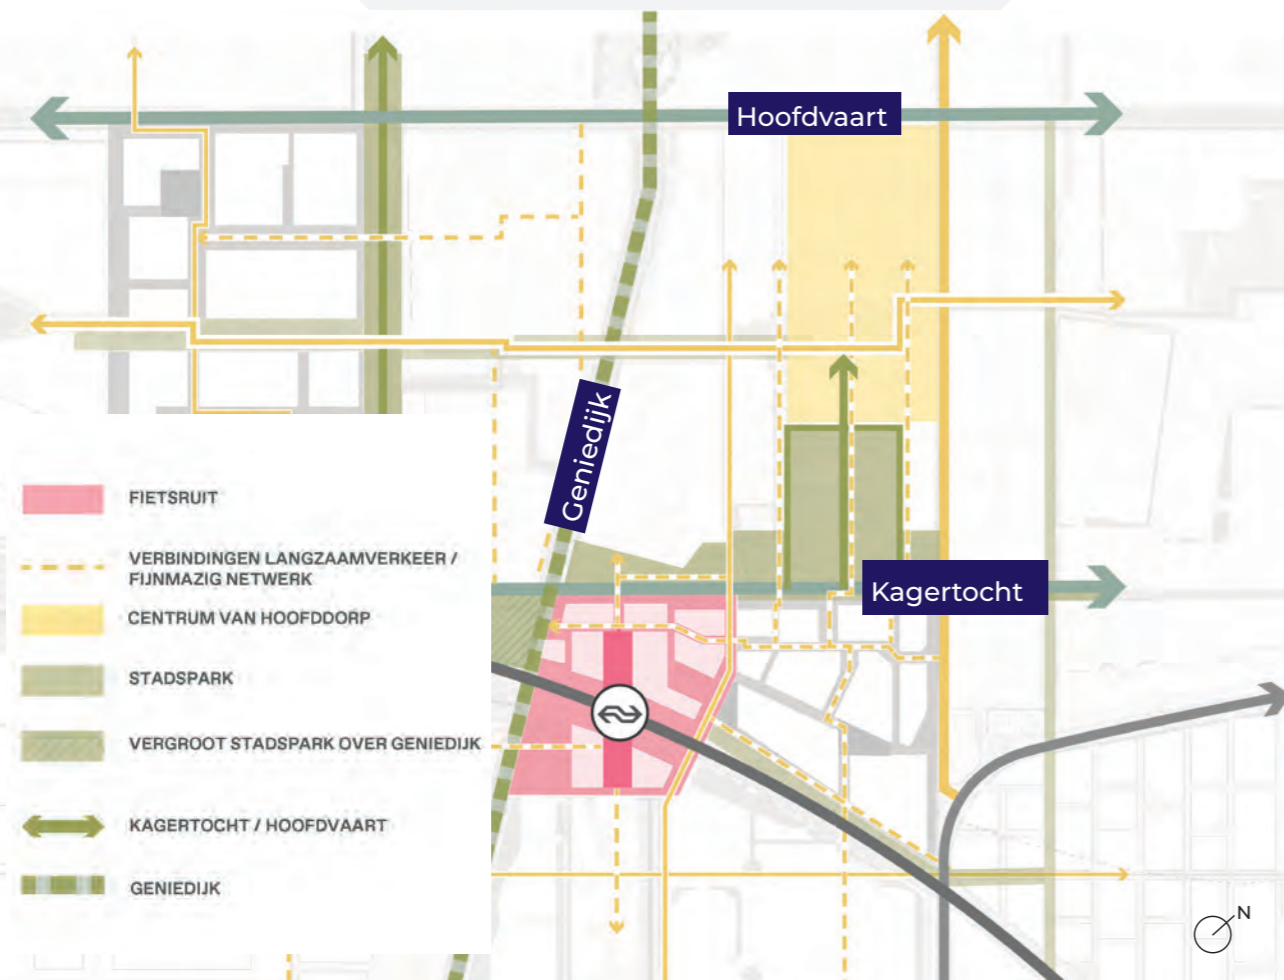 Hoofdvaart
Geniedijk
Kagertocht
FIETSRUIT
VERBINDINGEN LANGZAAMVERKEER /
FIJNMAZIG NETWERK
CENTRUM VAN HOOFDDORP
STADSPARK
VERGROOT STADSPARK OVER GENIEDIJK
KAGERTOCHT / HOOFDVAART
GENIEDIJK
N